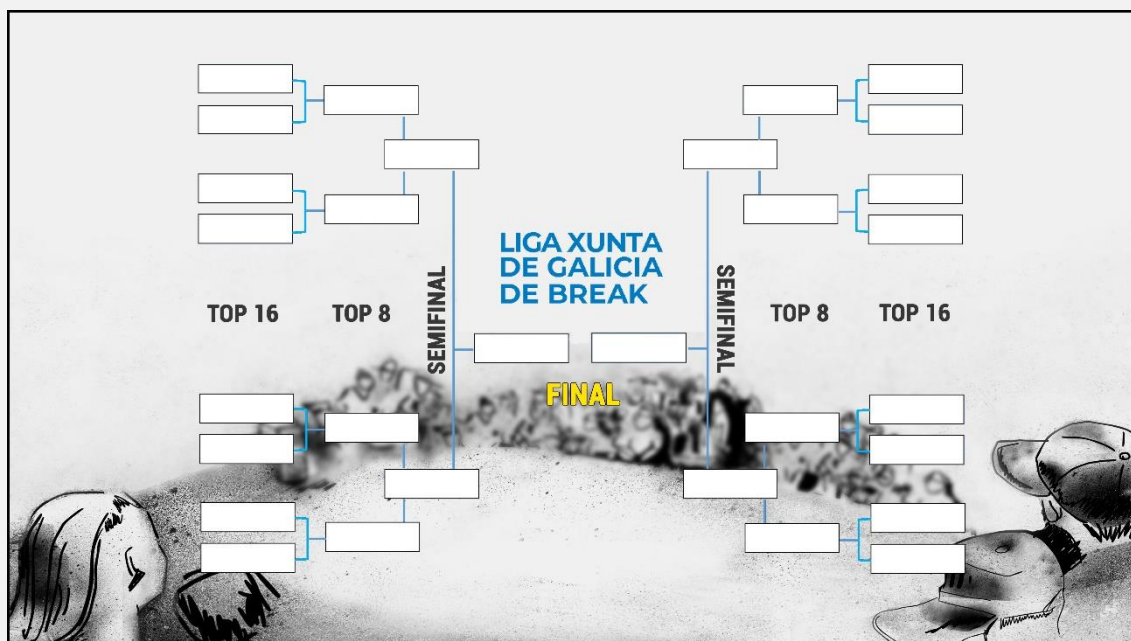 LIGA XUNTA
DE GALICIA
DE BREAK
TOP 16
TOP 8
SEMIFINAL
SEMIFINAL
TOP 8
TOP 16
FINAL